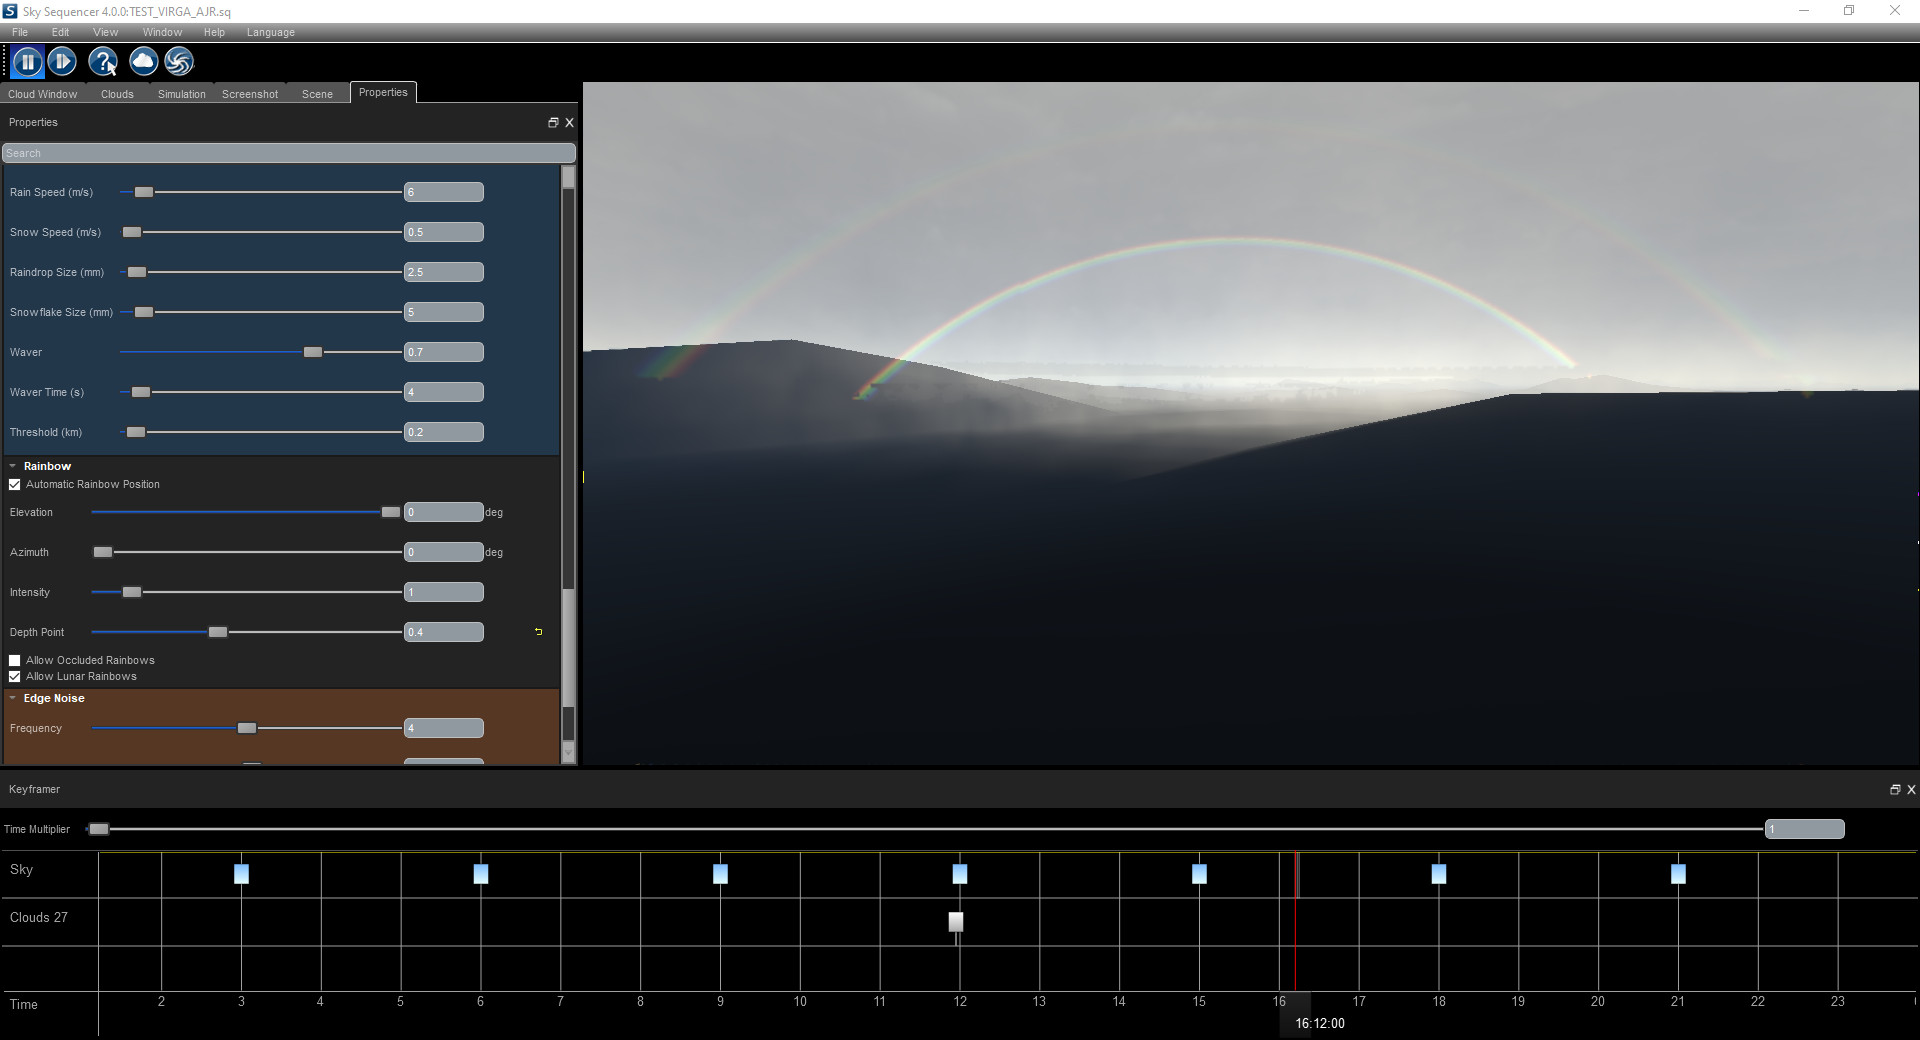 Sky Sequencer 4.0.0:TEST_VIRGA_AJR.sq
File Edit View Window Help Language
Cloud Window Clouds Simulation Screenshot Scene Properties
Properties
Search
Rain Speed (m/s) 6
Snow Speed (m/s) 0.5
Raindrop Size (mm) 2.5
Snowflake Size (mm) 5
Waver 0.7
Waver Time (s) 4
Threshold (km) 0.2
Rainbow
Automatic Rainbow Position
Elevation 0 deg
Azimuth 0 deg
Intensity 1
Depth Point 0.4
Allow Occluded Rainbows
Allow Lunar Rainbows
Edge Noise
Frequency 4
Keyframer
Time Multiplier 1
Sky
Clouds 27
Time 2 3 4 5 6 7 8 9 10 11 12 13 14 15 16 17 18 19 20 21 22 23
16:12:00